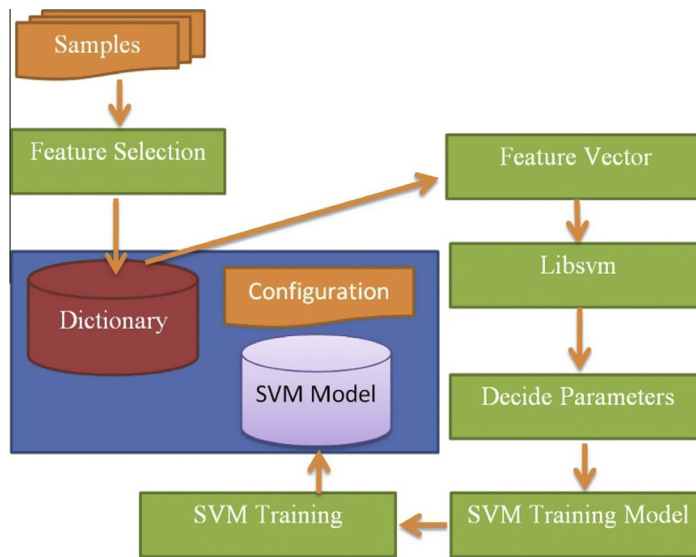 Samples
Feature Selection
Feature Vector
Libsvm
Configuration
Dictionary
SVM Model
Decide Parameters
SVM Training
SVM Training Model